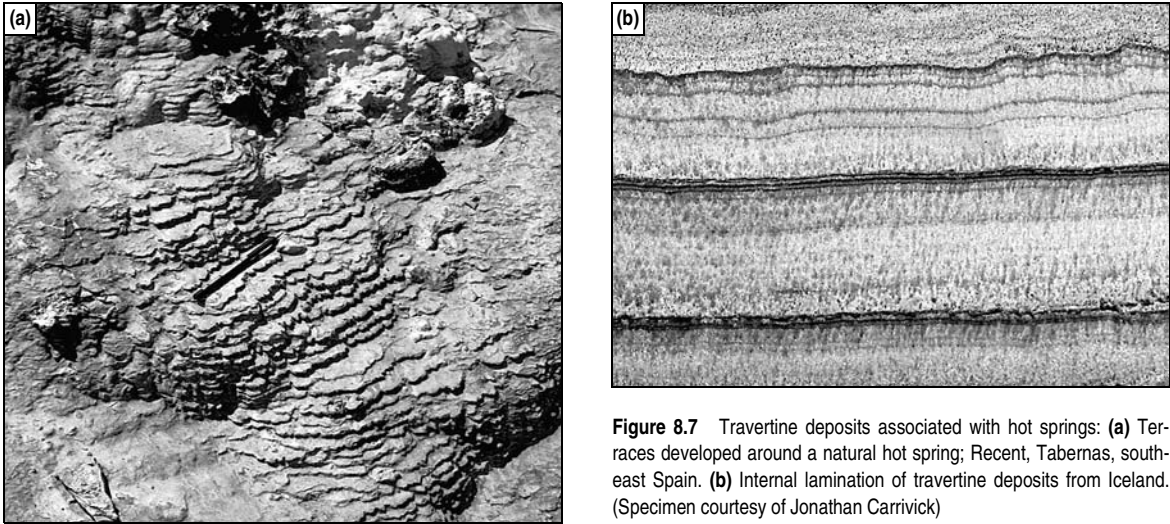 (a)
(b)
Figure 8.7 Travertine deposits associated with hot springs: (a) Ter-
races developed around a natural hot spring; Recent, Tabernas, south-
east Spain. (b) Internal lamination of travertine deposits from Iceland.
(Specimen courtesy of Jonathan Carrivick)